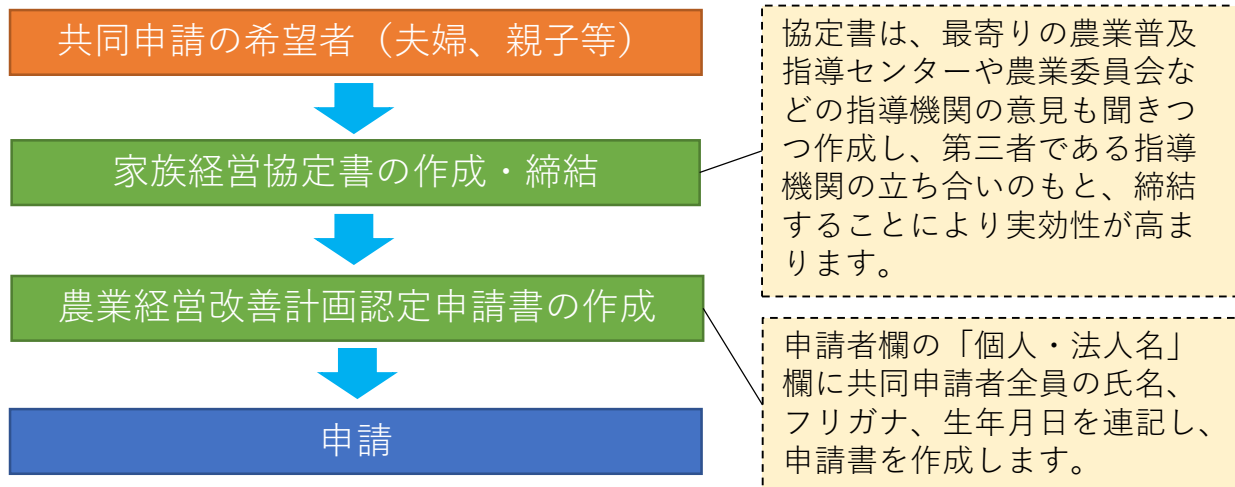 共同申請の希望者（夫婦、親子等）
家族経営協定書の作成・締結
協定書は、最寄りの農業普及
指導センターや農業委員会な
どの指導機関の意見も聞きつ
つ作成し、第三者である指導
機関の立ち合いのもと、締結
することにより実効性が高ま
ります。
農業経営改善計画認定申請書の作成
申請者欄の「個人・法人名」
欄に共同申請者全員の氏名、
フリガナ、生年月日を連記し、
申請書を作成します。
申請